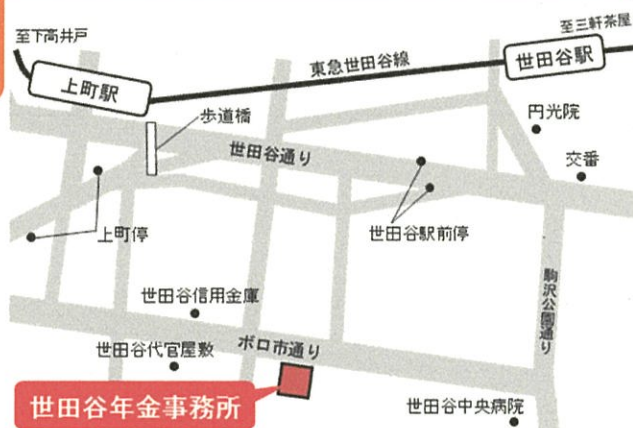 至三軒茶屋
至下高井戸
世田谷駅
東急世田谷線
上町駅
歩道橋
円光院
世田谷通り
交番
上町停
世田谷駅前停
駒沢公園通り
世田谷信用金庫
ボロ市通り
世田谷代官屋敷
世田谷年金事務所
世田谷中央病院